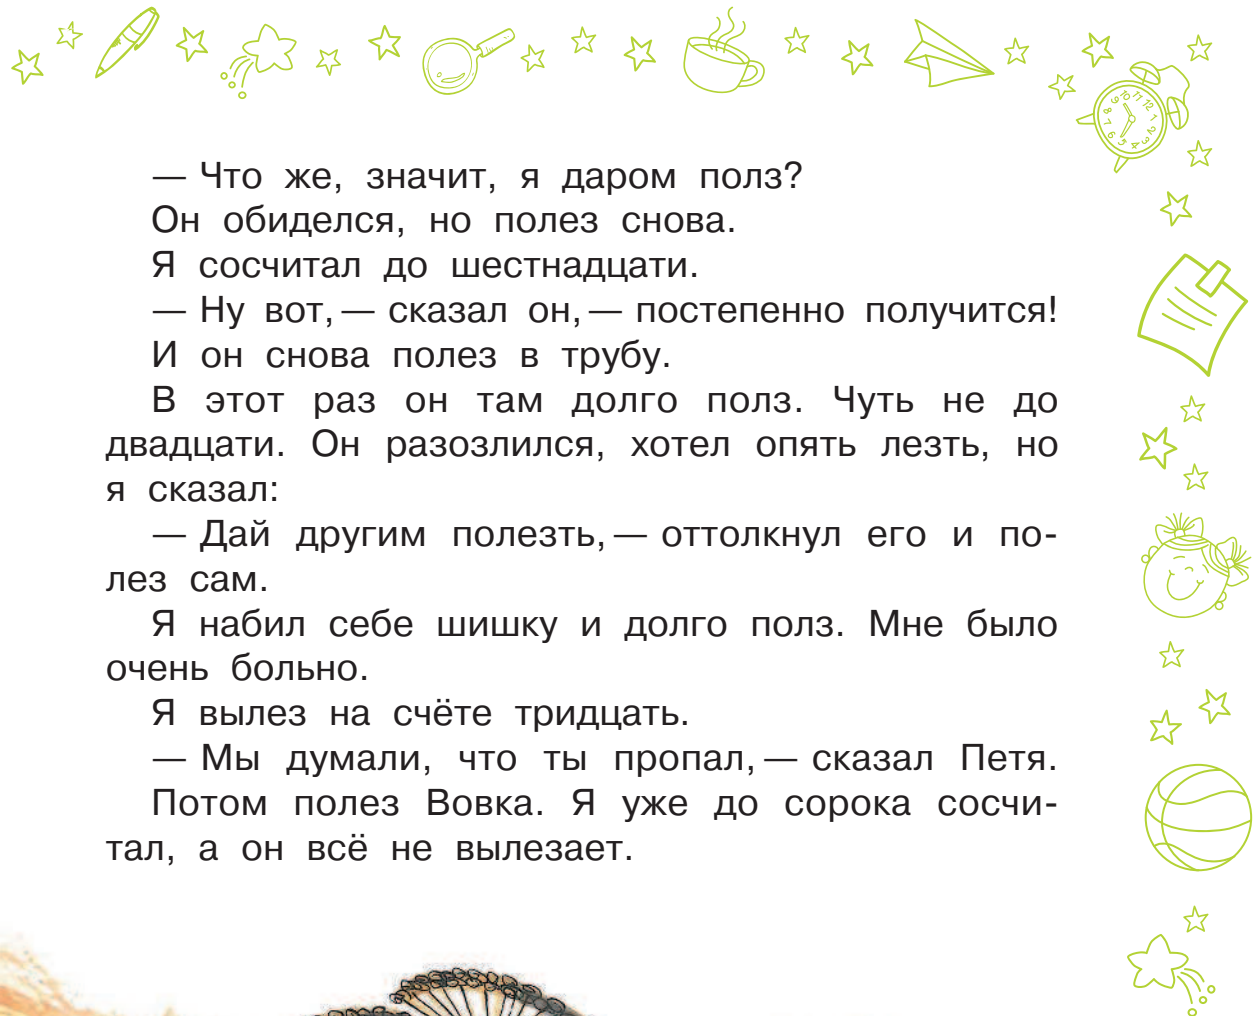 — Что же, значит, я даром полз?
Он обиделся, но полез снова.
Я сосчитал до шестнадцати.
— Ну вот, — сказал он, — постепенно получится!
И он снова полез в трубу.
В этот раз он там долго полз. Чуть не до
двадцати. Он разозлился, хотел опять лезть, но
я сказал:
— Дай другим полезть, — оттолкнул его и по-
лез сам.
Я набил себе шишку и долго полз. Мне было
очень больно.
Я вылез на счёте тридцать.
— Мы думали, что ты пропал, — сказал Петя.
Потом полез Вовка. Я уже до сорока сосчи-
тал, а он всё не вылезает.